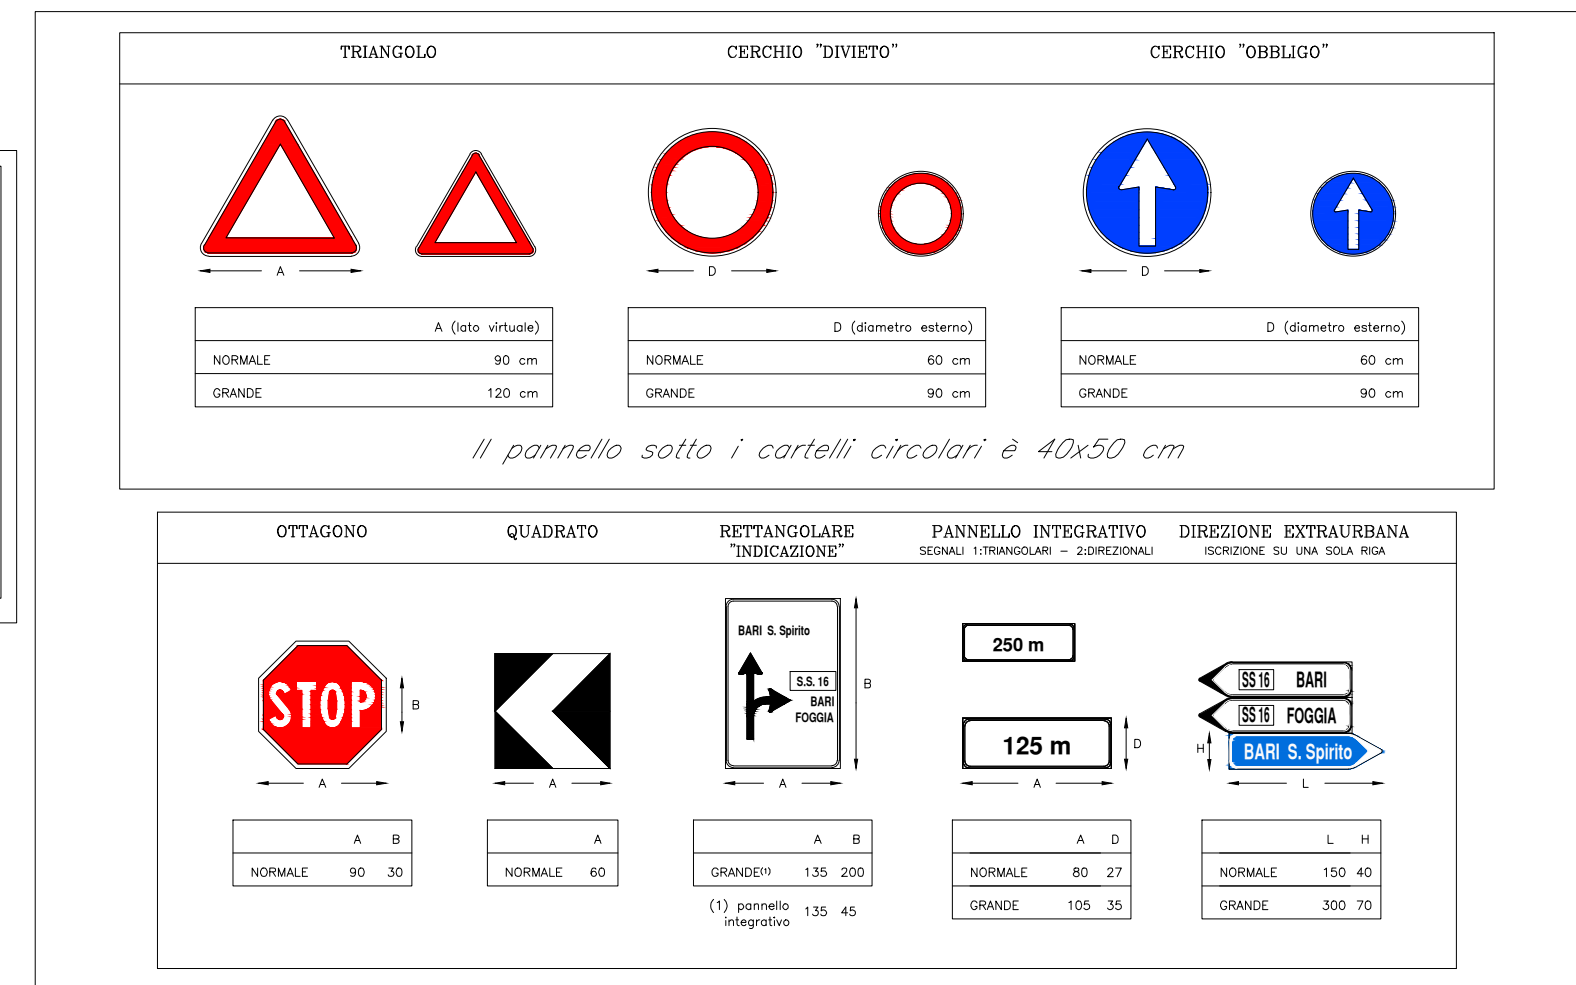 TRIANGOLO
CERCHIO "DIVIETO"
CERCHIO "OBBLIGO"
A
D
D
A (lato virtuale)
NORMALE 90 cm
GRANDE 120 cm
D (diametro esterno)
NORMALE 60 cm
GRANDE 90 cm
D (diametro esterno)
NORMALE 60 cm
GRANDE 90 cm
Il pannello sotto i cartelli circolari è 40x50 cm
OTTAGONO
QUADRATO
RETTANGOLARE
"INDICAZIONE"
PANNELLO INTEGRATIVO
SEGNALI 1:TRIANGOLARI - 2:DIREZIONALI
DIREZIONE EXTRAURBANA
ISCRIZIONE SU UNA SOLA RIGA
STOP
B
A
A
BARI S. Spirito
S.S. 16
BARI
FOGGIA
B
A
250 m
125 m
D
A
SS 16 BARI
SS 16 FOGGIA
BARI S. Spirito
H
L
A B
NORMALE 90 30
A
NORMALE 60
A B
GRANDE(1) 135 200
(1) pannello
integrativo 135 45
A D
NORMALE 80 27
GRANDE 105 35
L H
NORMALE 150 40
GRANDE 300 70